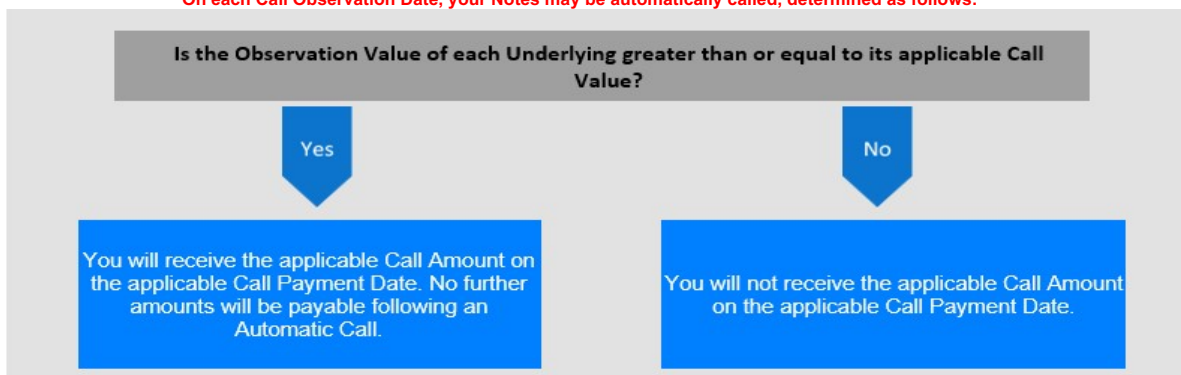 On each Call Observation Date, your Notes may be automatically called, determined as follows:
Is the Observation Value of each Underlying greater than or equal to its applicable Call
Value?
Yes
No
You will receive the applicable Call Amount on
the applicable Call Payment Date. No further
amounts will be payable following an
Automatic Call.
You will not receive the applicable Call Amount
on the applicable Call Payment Date.